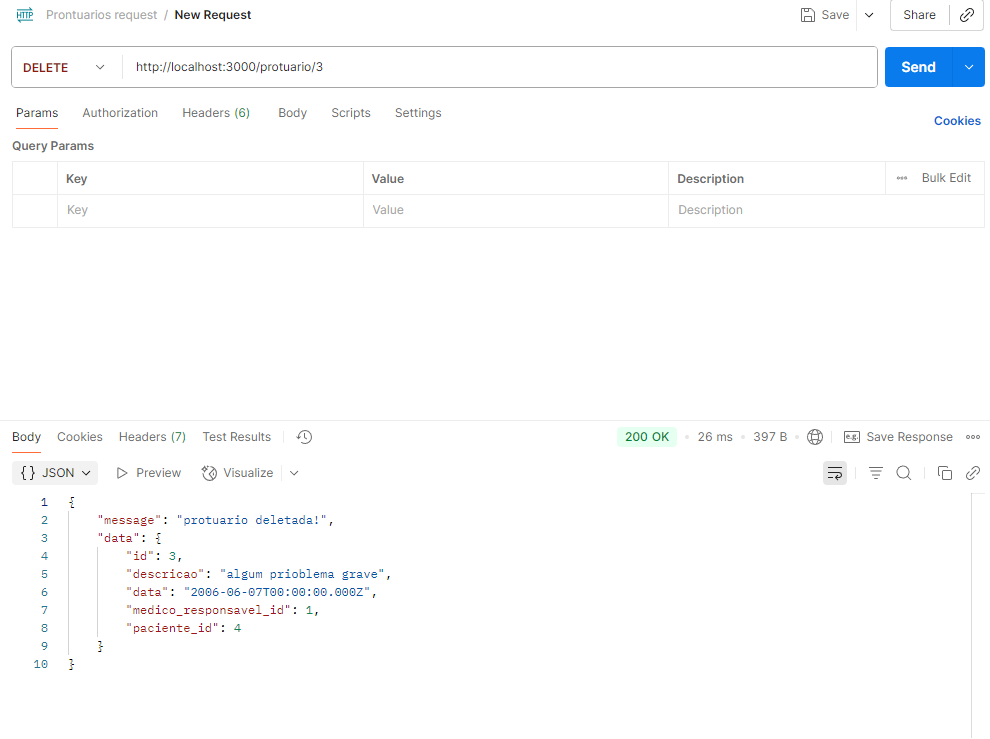 HTTP Prontuarios request / New Request Save Share
DELETE http://localhost:3000/protuario/3 Send
Params Authorization Headers (6) Body Scripts Settings Cookies
Query Params
Key Value Description Bulk Edit
Key Value Description
Body Cookies Headers (7) Test Results 200 OK 26 ms 397 B e.g. Save Response
{} JSON Preview Visualize
1 {
2 "message": "protuario deletada!",
3 "data": {
4 "id": 3,
5 "descricao": "algum prioblema grave",
6 "data": "2006-06-07T00:00:00.000Z",
7 "medico_responsavel_id": 1,
8 "paciente_id": 4
9 }
10 }